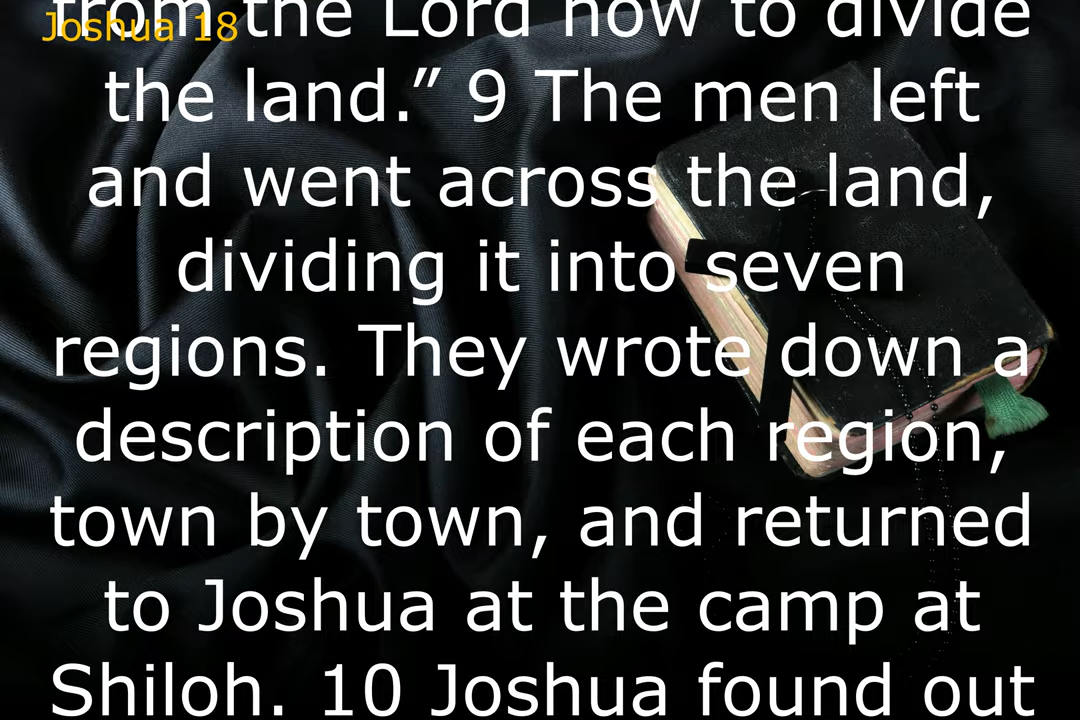 from the Lord how to divide
Joshua 18
the land.” 9 The men left
and went across the land,
dividing it into seven
regions. They wrote down a
description of each region,
town by town, and returned
to Joshua at the camp at
Shiloh. 10 Joshua found out